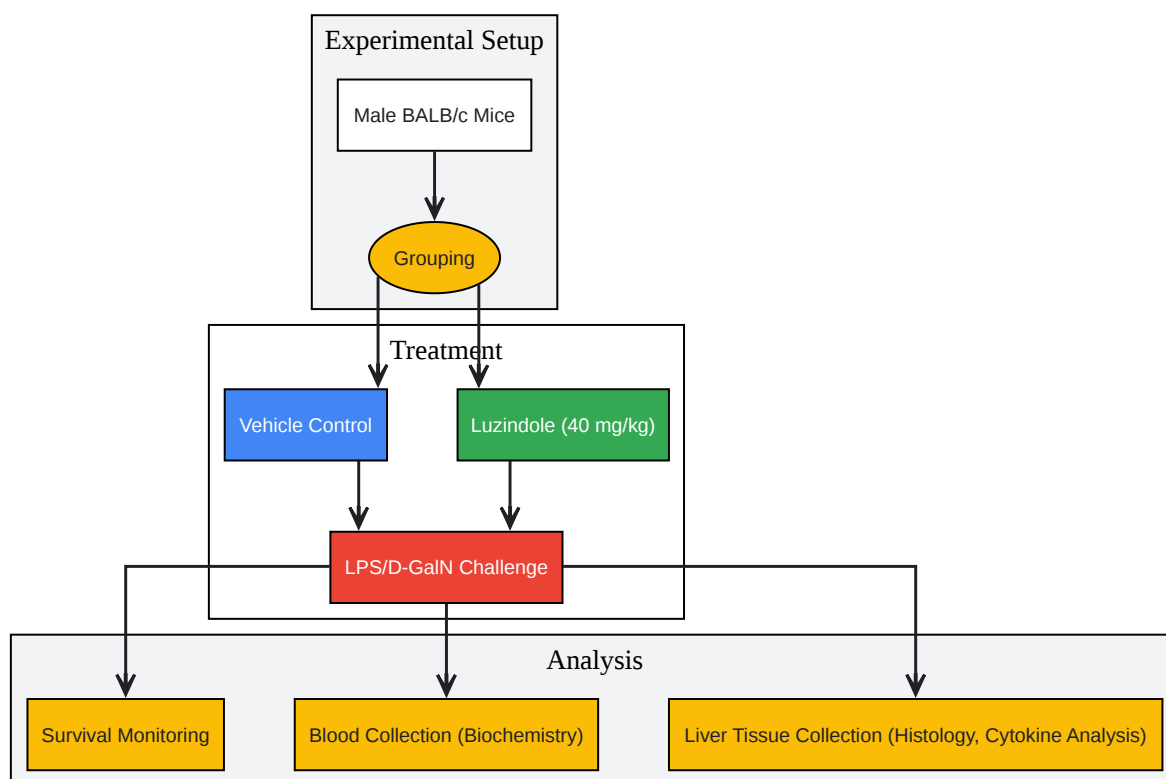 Experimental Setup
Male BALB/c Mice
Grouping
Treatment
Vehicle Control
Luzindole (40 mg/kg)
LPS/D-GalN Challenge
Analysis
Survival Monitoring
Blood Collection (Biochemistry)
Liver Tissue Collection (Histology, Cytokine Analysis)